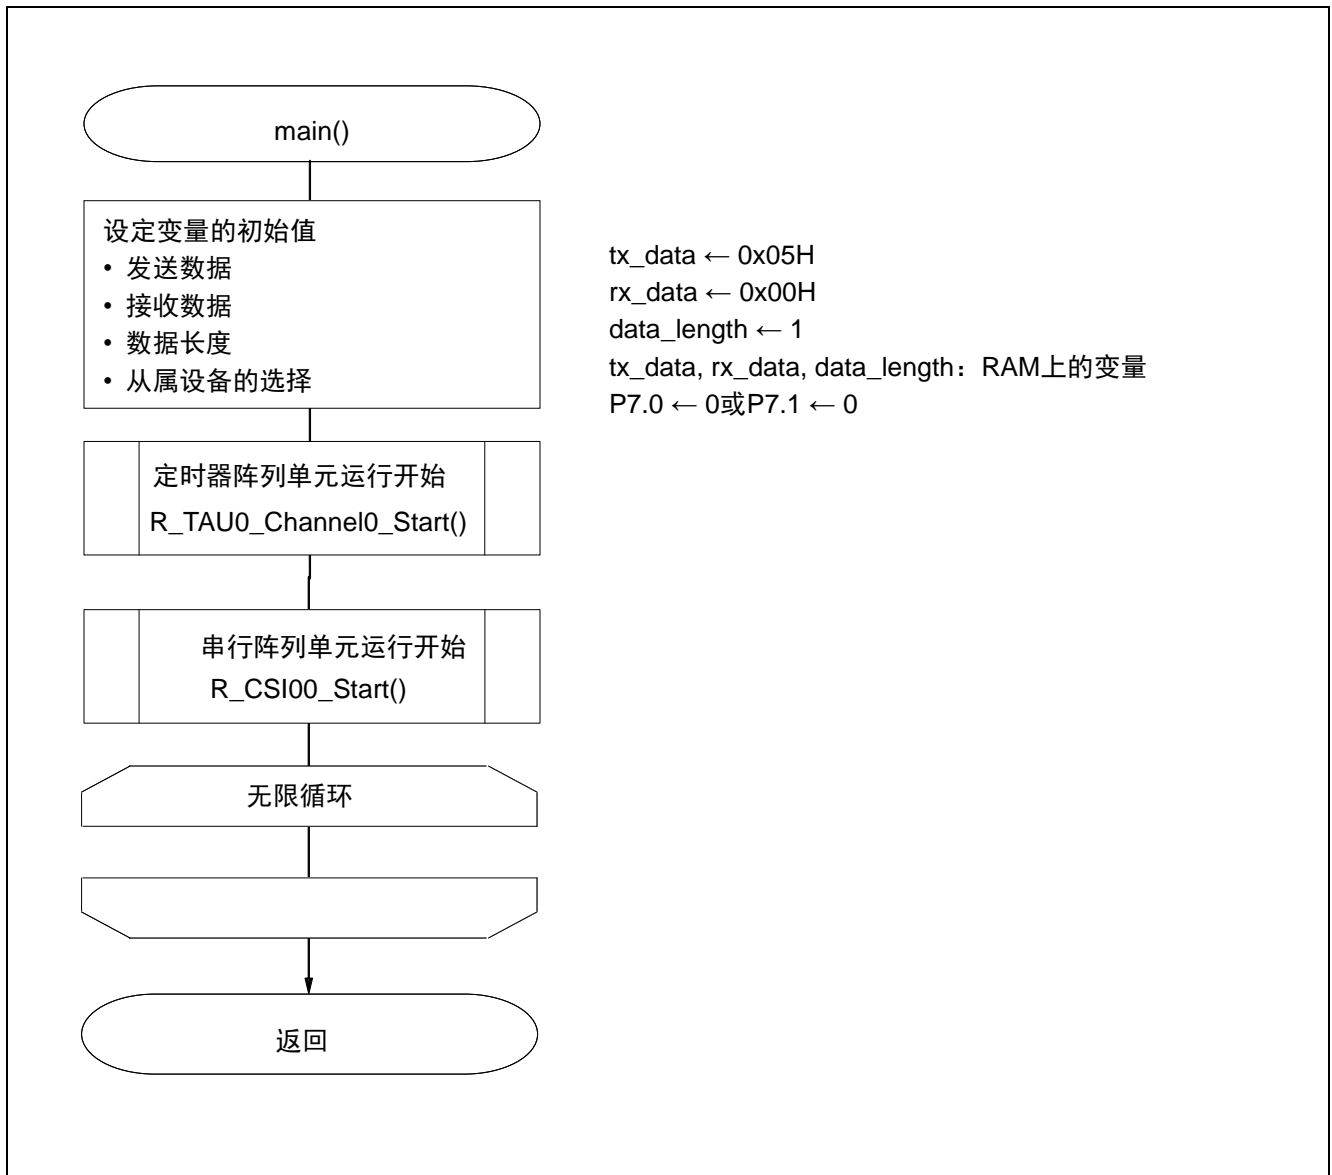 main()
设定变量的初始值
• 发送数据
• 接收数据
• 数据长度
• 从属设备的选择
tx_data ← 0x05H
rx_data ← 0x00H
data_length ← 1
tx_data, rx_data, data_length：RAM上的变量
P7.0 ← 0或P7.1 ← 0
定时器阵列单元运行开始
R_TAU0_Channel0_Start()
串行阵列单元运行开始
R_CSI00_Start()
无限循环
返回